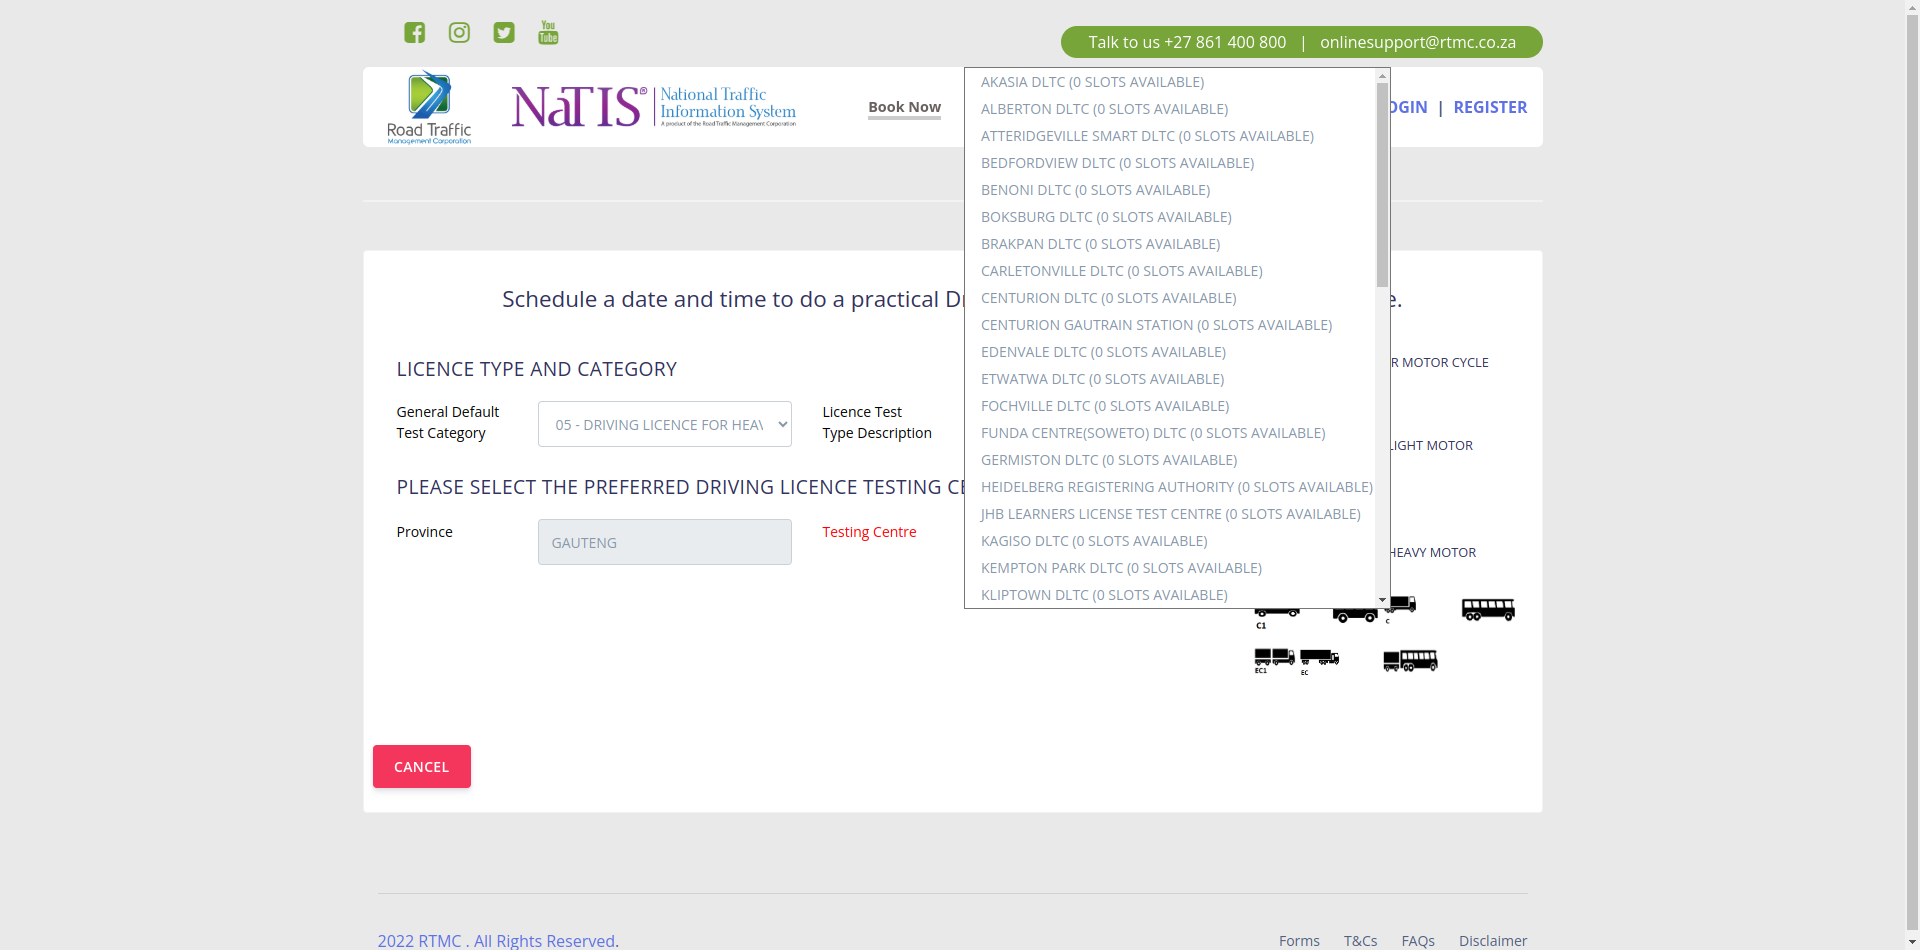 You
Tube
Talk to us +27 861 400 800 | onlinesupport@rtmc.co.za
Road Traffic
Management Corporation
NaTIS®
National Traffic
Information System
A product of the Road Traffic Management Corporation
Book Now
OGIN | REGISTER
AKASIA DLTC (0 SLOTS AVAILABLE)
ALBERTON DLTC (0 SLOTS AVAILABLE)
ATTERIDGEVILLE SMART DLTC (0 SLOTS AVAILABLE)
BEDFORDVIEW DLTC (0 SLOTS AVAILABLE)
BENONI DLTC (0 SLOTS AVAILABLE)
BOKSBURG DLTC (0 SLOTS AVAILABLE)
BRAKPAN DLTC (0 SLOTS AVAILABLE)
CARLETONVILLE DLTC (0 SLOTS AVAILABLE)
CENTURION DLTC (0 SLOTS AVAILABLE)
CENTURION GAUTRAIN STATION (0 SLOTS AVAILABLE)
EDENVALE DLTC (0 SLOTS AVAILABLE)
ETWATWA DLTC (0 SLOTS AVAILABLE)
FOCHVILLE DLTC (0 SLOTS AVAILABLE)
FUNDA CENTRE(SOWETO) DLTC (0 SLOTS AVAILABLE)
GERMISTON DLTC (0 SLOTS AVAILABLE)
HEIDELBERG REGISTERING AUTHORITY (0 SLOTS AVAILABLE)
JHB LEARNERS LICENSE TEST CENTRE (0 SLOTS AVAILABLE)
KAGISO DLTC (0 SLOTS AVAILABLE)
KEMPTON PARK DLTC (0 SLOTS AVAILABLE)
KLIPTOWN DLTC (0 SLOTS AVAILABLE)
Schedule a date and time to do a practical Dr
e.
LICENCE TYPE AND CATEGORY
General Default
Test Category
05 - DRIVING LICENCE FOR HEAV
Licence Test
Type Description
PLEASE SELECT THE PREFERRED DRIVING LICENCE TESTING CE
Province
GAUTENG
Testing Centre
R MOTOR CYCLE
LIGHT MOTOR
HEAVY MOTOR
C1
C
EC1
EC
CANCEL
2022 RTMC . All Rights Reserved.
Forms
T&Cs
FAQs
Disclaimer